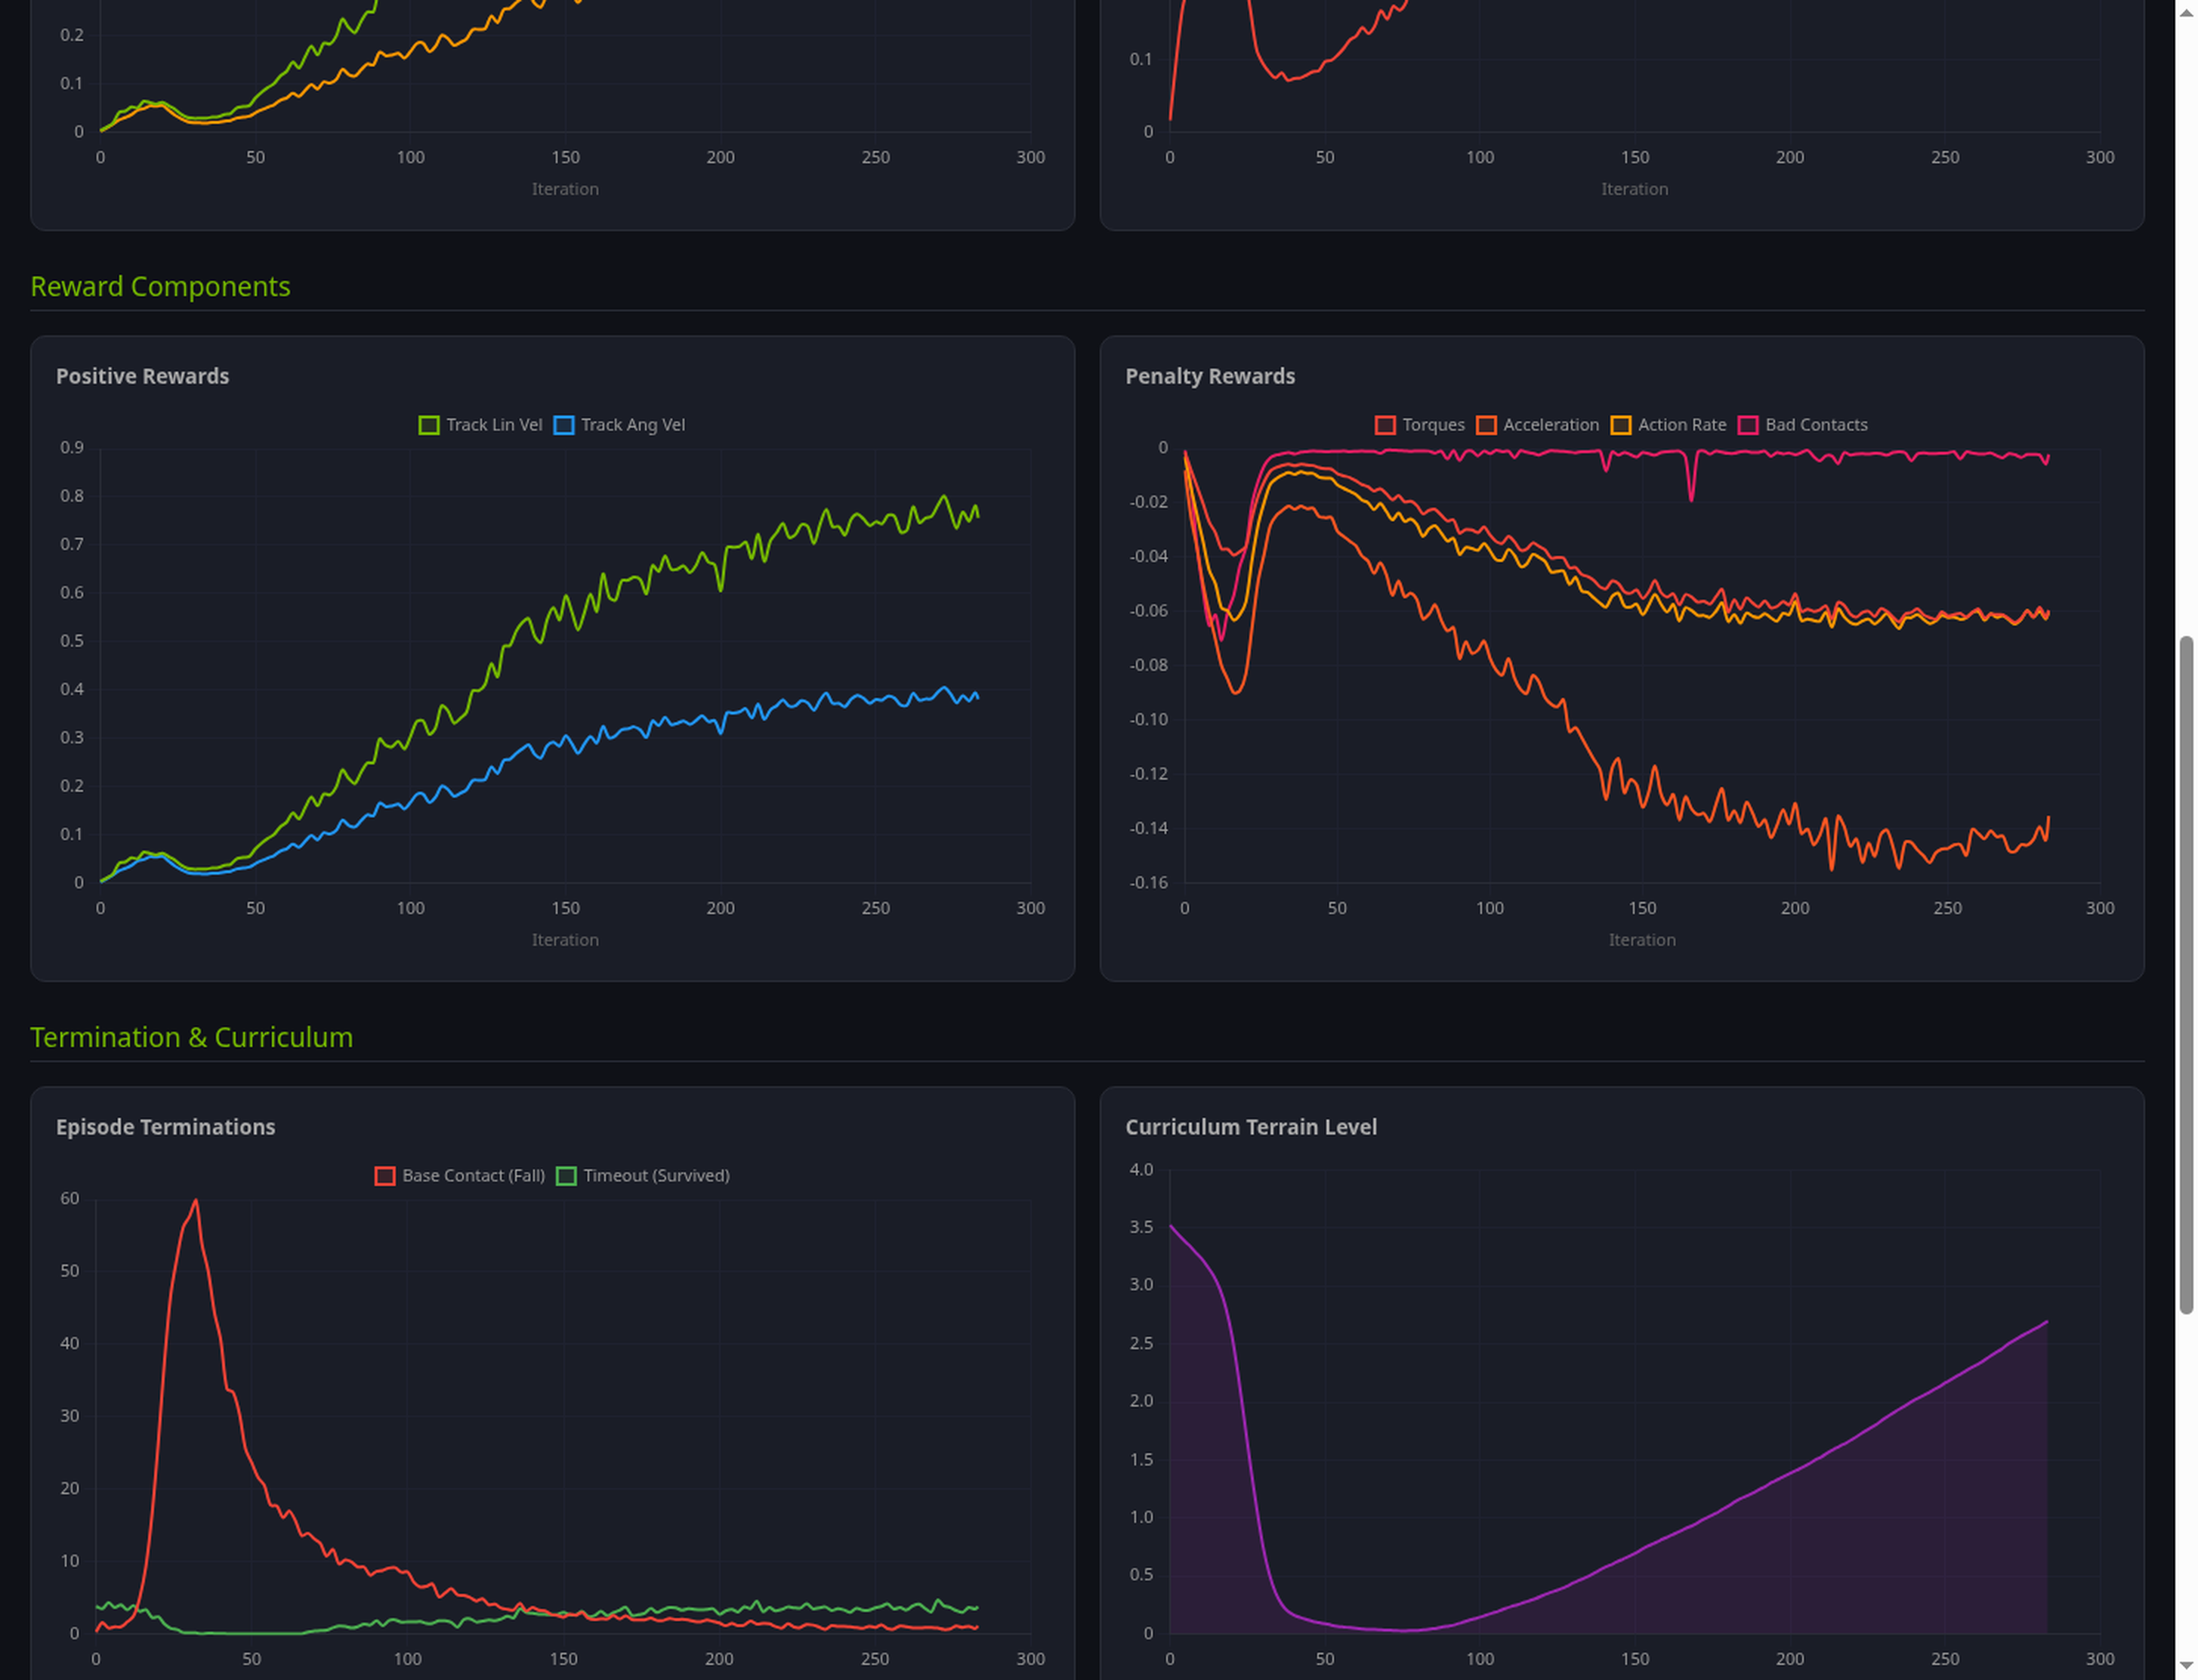 0.2
0.1
0
0 50 100 150 200 250 300
Iteration
0.1
0
0 50 100 150 200 250 300
Iteration
Reward Components
Positive Rewards
Track Lin Vel Track Ang Vel
0.9
0.8
0.7
0.6
0.5
0.4
0.3
0.2
0.1
0
0 50 100 150 200 250 300
Iteration
Penalty Rewards
Torques Acceleration Action Rate Bad Contacts
0
-0.02
-0.04
-0.06
-0.08
-0.10
-0.12
-0.14
-0.16
0 50 100 150 200 250 300
Iteration
Termination & Curriculum
Episode Terminations
Base Contact (Fall) Timeout (Survived)
60
50
40
30
20
10
0
0 50 100 150 200 250 300
Curriculum Terrain Level
4.0
3.5
3.0
2.5
2.0
1.5
1.0
0.5
0
0 50 100 150 200 250 300